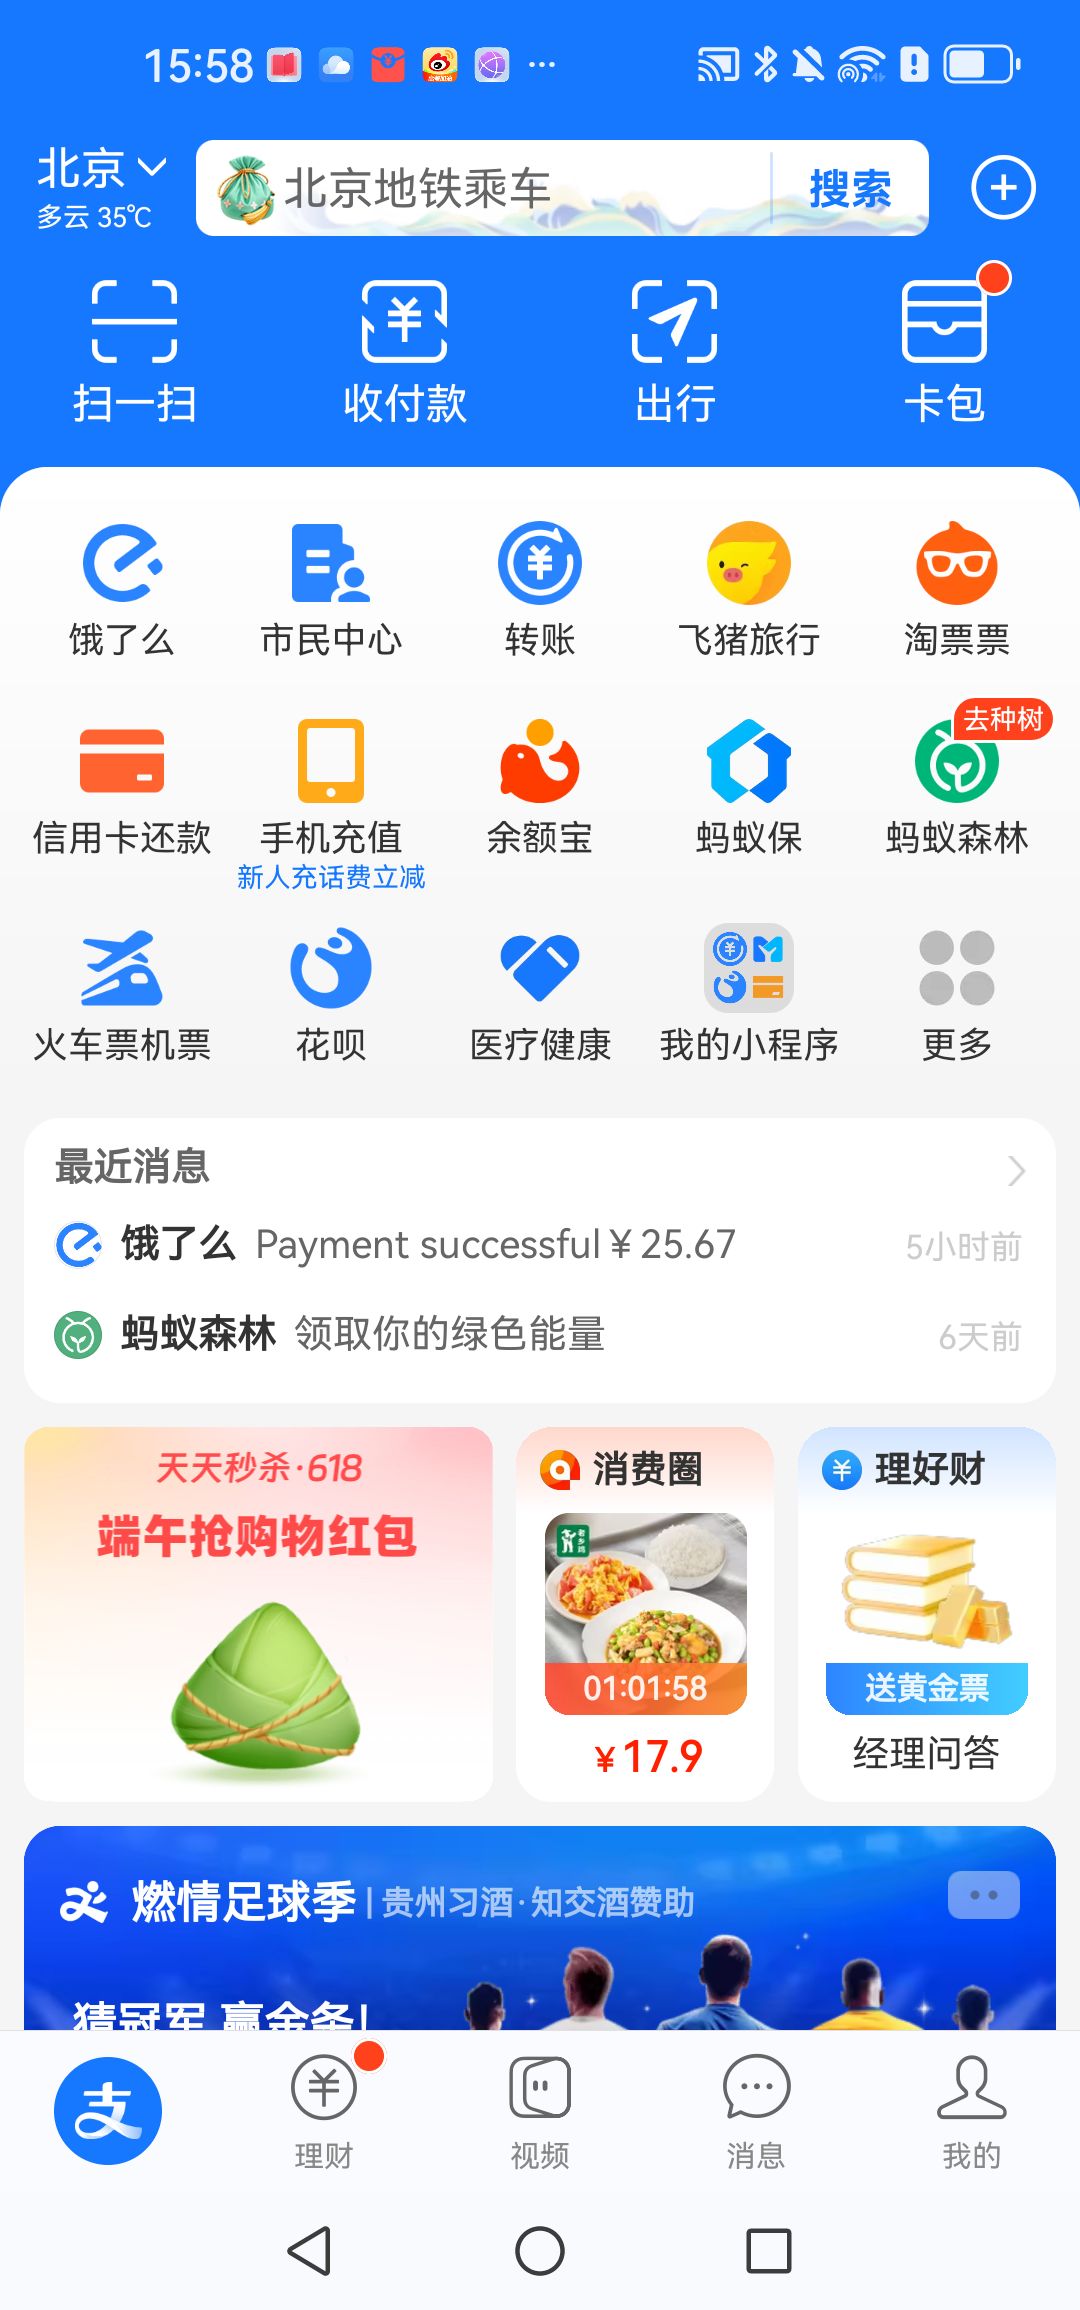 15:58
北京
多云 35℃
北京地铁乘车
搜索
扫一扫
收付款
出行
卡包
饿了么
市民中心
转账
飞猪旅行
淘票票
去种树
信用卡还款
手机充值
余额宝
蚂蚁保
蚂蚁森林
新人充话费立减
火车票机票
花呗
医疗健康
我的小程序
更多
最近消息
饿了么 Payment successful¥25.67
5小时前
蚂蚁森林 领取你的绿色能量
6天前
天天秒杀·618
端午抢购物红包
消费圈
老乡鸡
01:01:58
¥17.9
理好财
送黄金票
经理问答
燃情足球季|贵州习酒·知交酒赞助
猜冠军 赢金条!
支
理财
视频
消息
我的